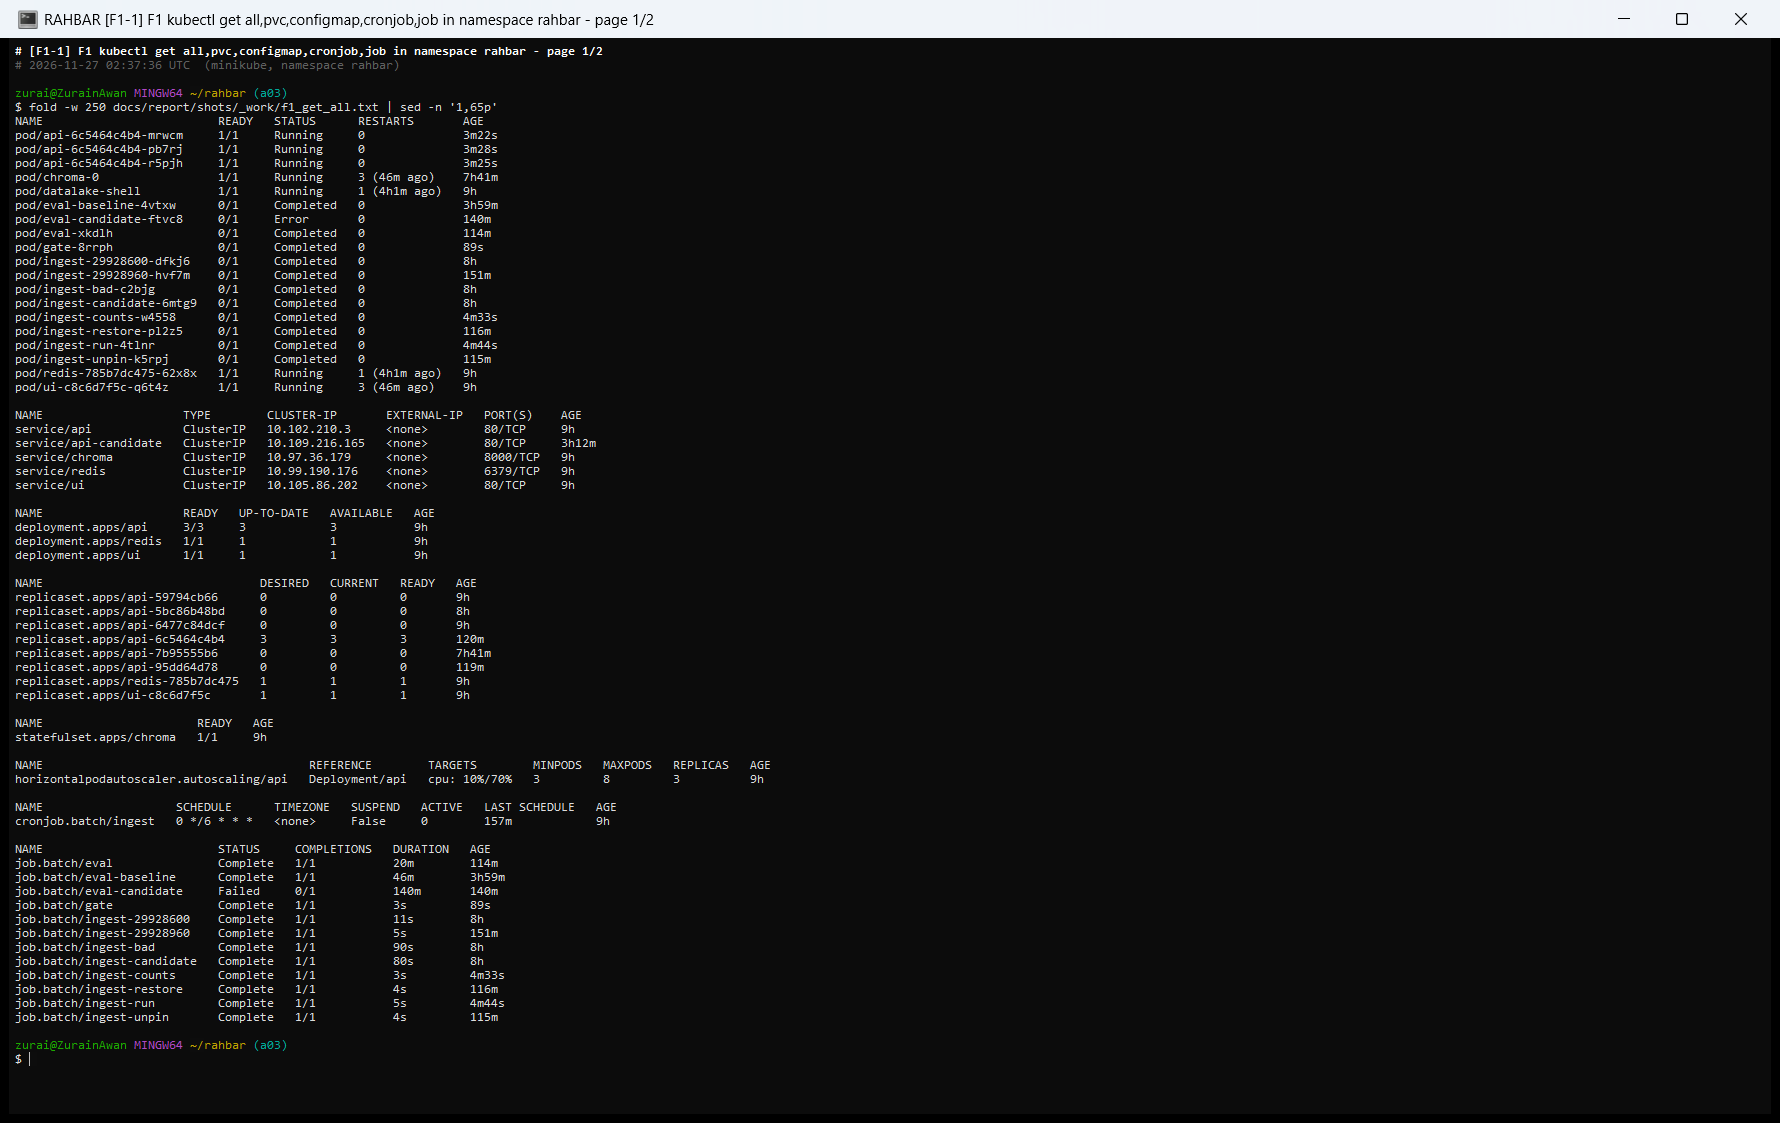 RAHBAR [F1-1] F1 kubectl get all,pvc,configmap,cronjob,job in namespace rahbar - page 1/2
# [F1-1] F1 kubectl get all,pvc,configmap,cronjob,job in namespace rahbar - page 1/2
# 2026-11-27 02:37:36 UTC  (minikube, namespace rahbar)
zurai@ZurainAwan MINGW64 ~/rahbar (a03)
$ fold -w 250 docs/report/shots/_work/f1_get_all.txt | sed -n '1,65p'
NAME                         READY   STATUS      RESTARTS       AGE
pod/api-6c5464c4b4-mrwcm     1/1     Running     0              3m22s
pod/api-6c5464c4b4-pb7rj     1/1     Running     0              3m28s
pod/api-6c5464c4b4-r5pjh     1/1     Running     0              3m25s
pod/chroma-0                 1/1     Running     3 (46m ago)    7h41m
pod/datalake-shell           1/1     Running     1 (4h1m ago)   9h
pod/eval-baseline-4vtxw      0/1     Completed   0              3h59m
pod/eval-candidate-ftvc8     0/1     Error       0              140m
pod/eval-xkdlh               0/1     Completed   0              114m
pod/gate-8rrph               0/1     Completed   0              89s
pod/ingest-29928600-dfkj6    0/1     Completed   0              8h
pod/ingest-29928960-hvf7m    0/1     Completed   0              151m
pod/ingest-bad-c2bjg         0/1     Completed   0              8h
pod/ingest-candidate-6mtg9   0/1     Completed   0              8h
pod/ingest-counts-w4558      0/1     Completed   0              4m33s
pod/ingest-restore-pl2z5     0/1     Completed   0              116m
pod/ingest-run-4tlnr         0/1     Completed   0              4m44s
pod/ingest-unpin-k5rpj       0/1     Completed   0              115m
pod/redis-785b7dc475-62x8x   1/1     Running     1 (4h1m ago)   9h
pod/ui-c8c6d7f5c-q6t4z       1/1     Running     3 (46m ago)    9h
NAME                    TYPE        CLUSTER-IP       EXTERNAL-IP   PORT(S)    AGE
service/api             ClusterIP   10.102.210.3     <none>        80/TCP     9h
service/api-candidate   ClusterIP   10.109.216.165   <none>        80/TCP     3h12m
service/chroma          ClusterIP   10.97.36.179     <none>        8000/TCP   9h
service/redis           ClusterIP   10.99.190.176    <none>        6379/TCP   9h
service/ui              ClusterIP   10.105.86.202    <none>        80/TCP     9h
NAME                    READY   UP-TO-DATE   AVAILABLE   AGE
deployment.apps/api     3/3     3            3           9h
deployment.apps/redis   1/1     1            1           9h
deployment.apps/ui      1/1     1            1           9h
NAME                               DESIRED   CURRENT   READY   AGE
replicaset.apps/api-59794cb66      0         0         0       9h
replicaset.apps/api-5bc86b48bd     0         0         0       8h
replicaset.apps/api-6477c84dcf     0         0         0       9h
replicaset.apps/api-6c5464c4b4     3         3         3       120m
replicaset.apps/api-7b95555b6      0         0         0       7h41m
replicaset.apps/api-95dd64d78      0         0         0       119m
replicaset.apps/redis-785b7dc475   1         1         1       9h
replicaset.apps/ui-c8c6d7f5c       1         1         1       9h
NAME                      READY   AGE
statefulset.apps/chroma   1/1     9h
NAME                                      REFERENCE        TARGETS        MINPODS   MAXPODS   REPLICAS   AGE
horizontalpodautoscaler.autoscaling/api   Deployment/api   cpu: 10%/70%   3         8         3          9h
NAME                   SCHEDULE      TIMEZONE   SUSPEND   ACTIVE   LAST SCHEDULE   AGE
cronjob.batch/ingest   0 */6 * * *   <none>     False     0        157m            9h
NAME                         STATUS     COMPLETIONS   DURATION   AGE
job.batch/eval               Complete   1/1           20m        114m
job.batch/eval-baseline      Complete   1/1           46m        3h59m
job.batch/eval-candidate     Failed     0/1           140m       140m
job.batch/gate               Complete   1/1           3s         89s
job.batch/ingest-29928600    Complete   1/1           11s        8h
job.batch/ingest-29928960    Complete   1/1           5s         151m
job.batch/ingest-bad         Complete   1/1           90s        8h
job.batch/ingest-candidate   Complete   1/1           80s        8h
job.batch/ingest-counts      Complete   1/1           3s         4m33s
job.batch/ingest-restore     Complete   1/1           4s         116m
job.batch/ingest-run         Complete   1/1           5s         4m44s
job.batch/ingest-unpin       Complete   1/1           4s         115m
zurai@ZurainAwan MINGW64 ~/rahbar (a03)
$